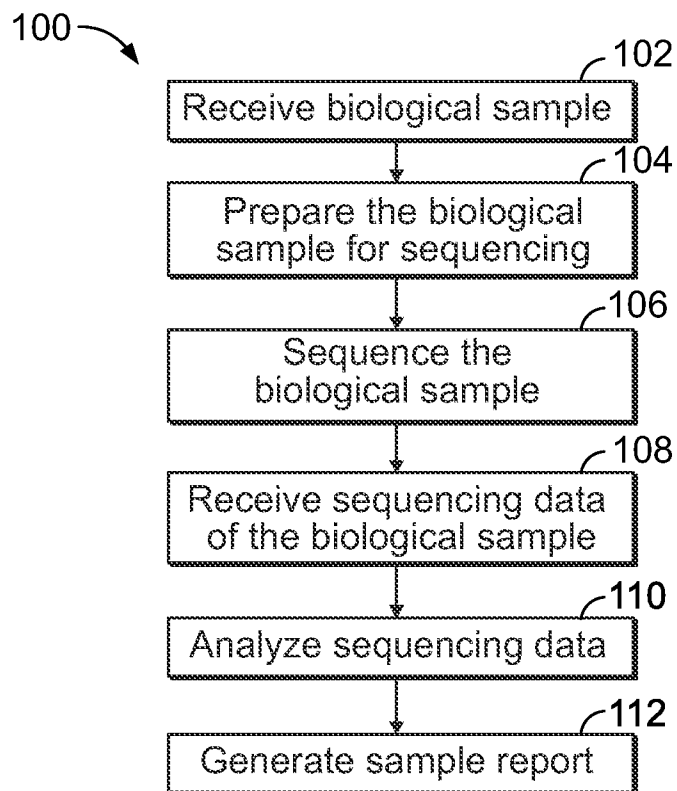 100
102
Receive biological sample
104
Prepare the biological
sample for sequencing
106
Sequence the
biological sample
108
Receive sequencing data
of the biological sample
110
Analyze sequencing data
112
Generate sample report